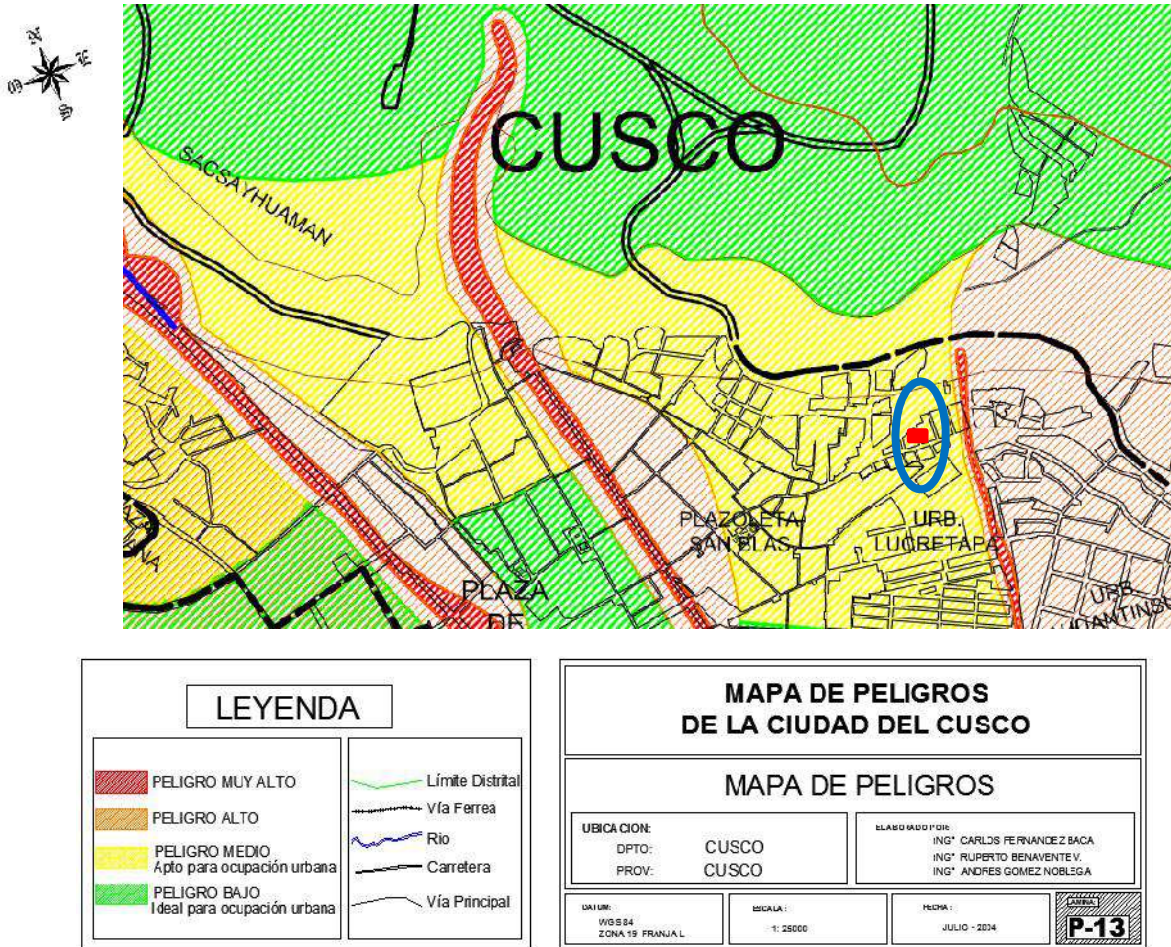 N
E
S
O
CUSCO
SACSAYHUAMAN
PLAZOLETA
SAN BLAS
URB.
LUCRETAPA
PLAZA
DE
URB.
LEYENDA
PELIGRO MUY ALTO
PELIGRO ALTO
PELIGRO MEDIO
Apto para ocupación urbana
PELIGRO BAJO
Ideal para ocupación urbana
Límite Distrital
Vía Ferrea
Rio
Carretera
Vía Principal
MAPA DE PELIGROS
DE LA CIUDAD DEL CUSCO
MAPA DE PELIGROS
UBICACION:
DPTO: CUSCO
PROV: CUSCO
ELABORADO POR:
ING° CARLOS FERNANDEZ BACA
ING° RUPERTO BENAVENTE V.
ING° ANDRES GOMEZ NOBLEGA
DATUM:
WGS 84
ZONA 19 FRANJA L
ESCALA :
1: 25000
FECHA :
JULIO - 2004
LAMINA:
P-13